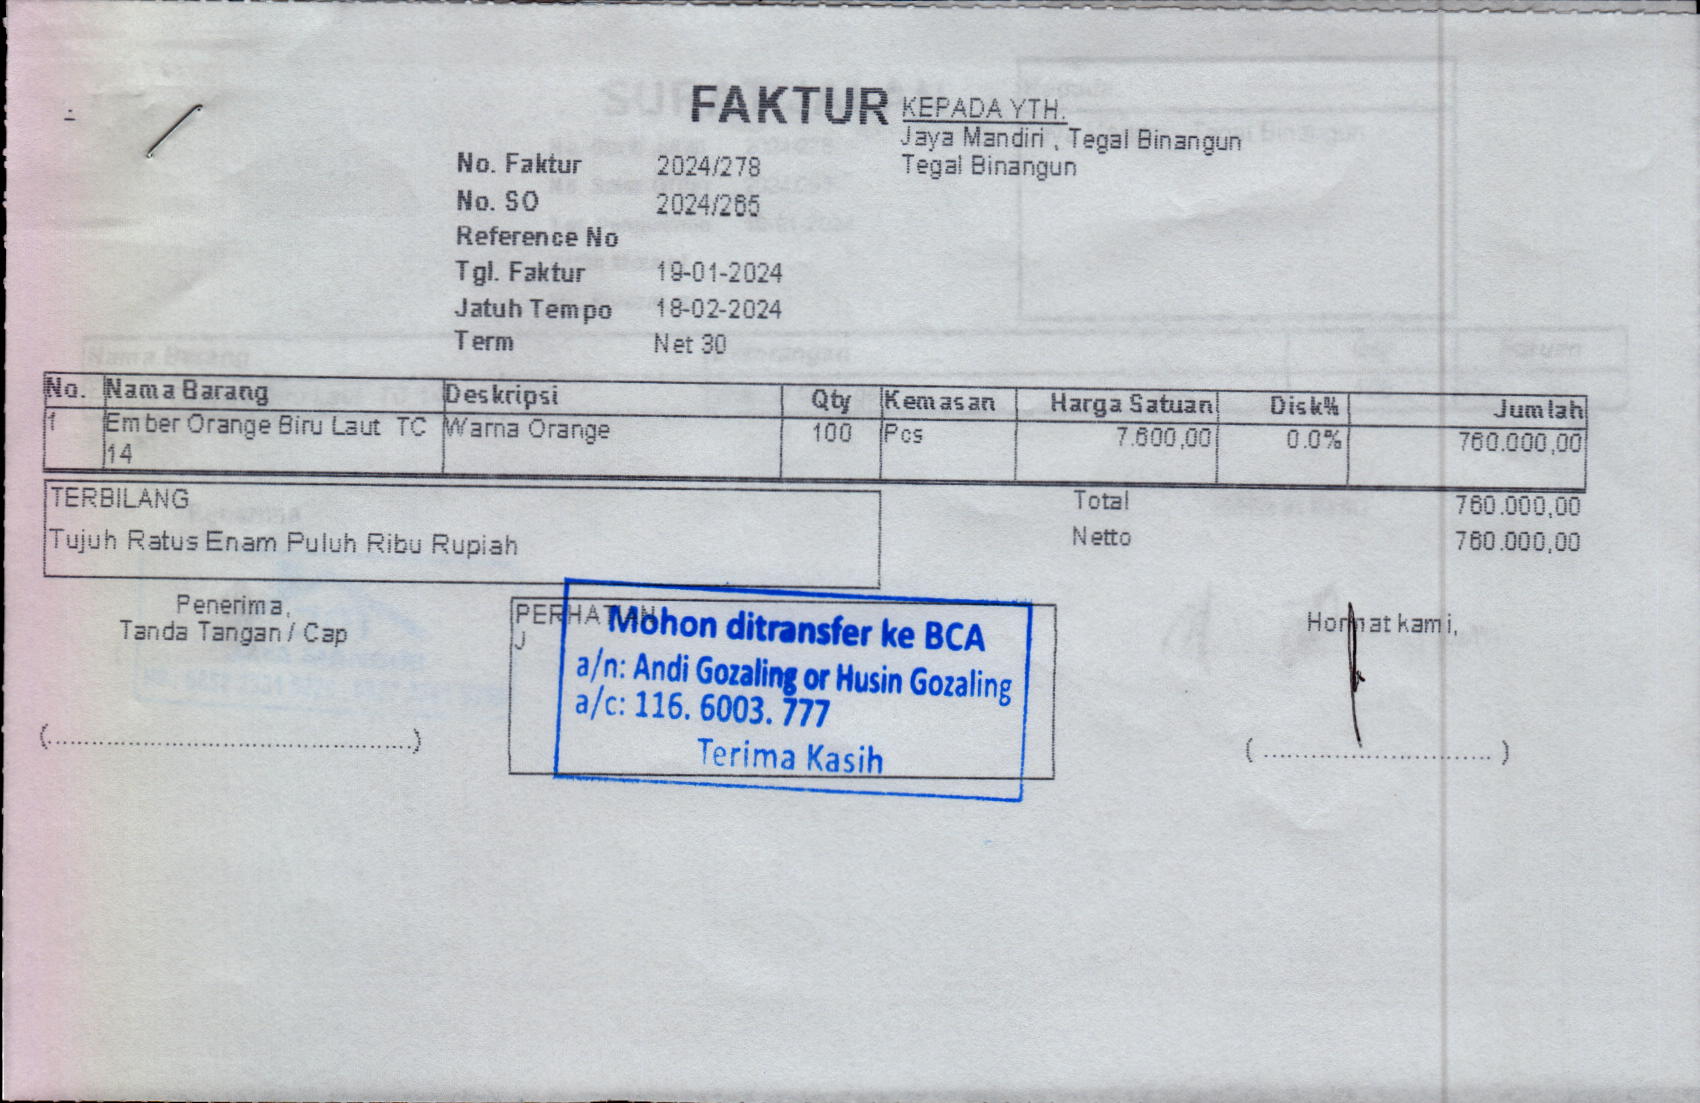 FAKTUR
KEPADA YTH.
Jaya Mandiri , Tegal Binangun
Tegal Binangun
No. Faktur 2024/278
No. SO 2024/265
Reference No
Tgl. Faktur 19-01-2024
Jatuh Tempo 18-02-2024
Term Net 30
No. Nama Barang Deskripsi Qty Kemasan Harga Satuan Disk% Jumlah
1 Ember Orange Biru Laut TC Warna Orange 100 Pcs 7.600,00 0.0% 760.000,00
14
TERBILANG
Tujuh Ratus Enam Puluh Ribu Rupiah
Total 760.000,00
Netto 760.000,00
Penerima,
Tanda Tangan / Cap
(................................................)
PERHATIAN
J
Mohon ditransfer ke BCA
a/n: Andi Gozaling or Husin Gozaling
a/c: 116. 6003. 777
Terima Kasih
Hormat kami,
( .............................. )